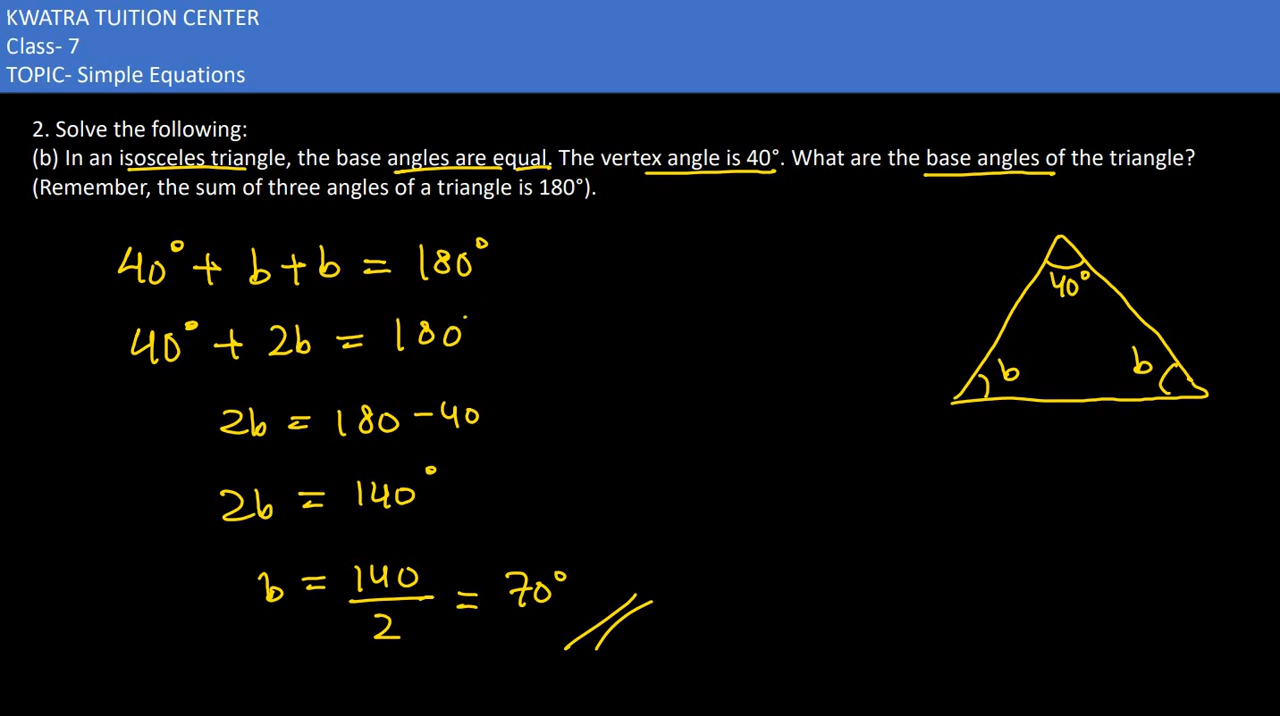 KWATRA TUITION CENTER
Class- 7
TOPIC- Simple Equations
2. Solve the following:
(b) In an isosceles triangle, the base angles are equal. The vertex angle is 40°. What are the base angles of the triangle?
(Remember, the sum of three angles of a triangle is 180°).
40° + b + b = 180°
40° + 2b = 180
2b = 180 - 40
2b = 140°
b = 140/2 = 70°
40°
b
b